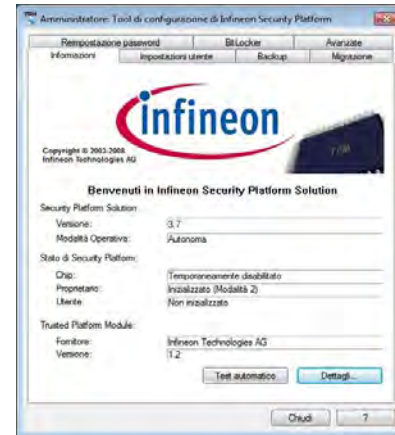 Amministratore: Tool di configurazione di Infineon Security Platform
Reimpostazione password BitLocker Avanzate
Informazioni Impostazioni utente Backup Migrazione
infineon
TPM
Copyright © 2003-2008
Infineon Technologies AG
Benvenuti in Infineon Security Platform Solution
Security Platform Solution
Versione: 3.7
Modalità Operativa: Autonoma
Stato di Security Platform:
Chip: Temporaneamente disabilitato
Proprietario: Inizializzato (Modalità 2)
Utente: Non inizializzato
Trusted Platform Module:
Fornitore: Infineon Technologies AG
Versione: 1.2
Test automatico Dettagli...
Chiudi ?